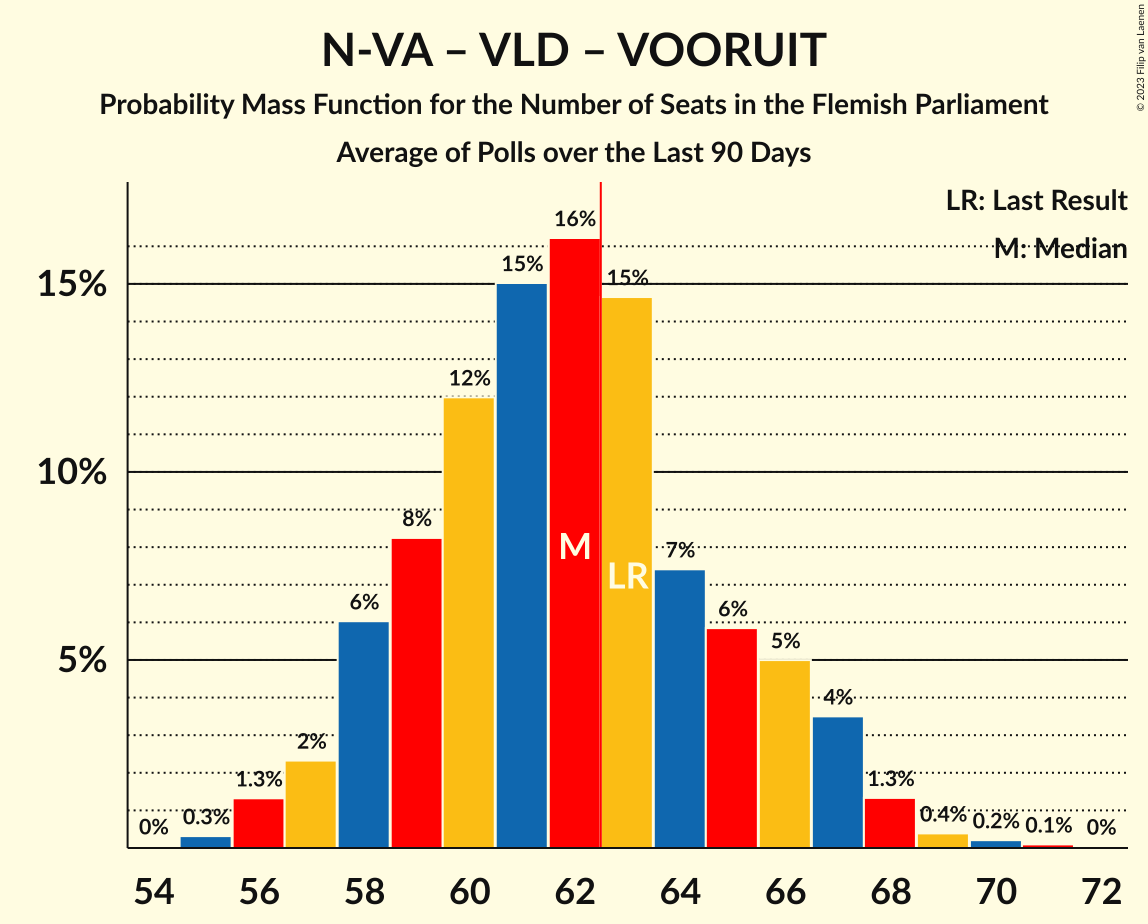 N-VA – VLD – VOORUIT
Probability Mass Function for the Number of Seats in the Flemish Parliament
Average of Polls over the Last 90 Days
© 2023 Filip van Laenen
LR: Last Result
M: Median
15%
10%
5%
0%
0.3%
1.3%
2%
6%
8%
12%
15%
16%
15%
7%
6%
5%
4%
1.3%
0.4%
0.2%
0.1%
0%
M
LR
54 56 58 60 62 64 66 68 70 72